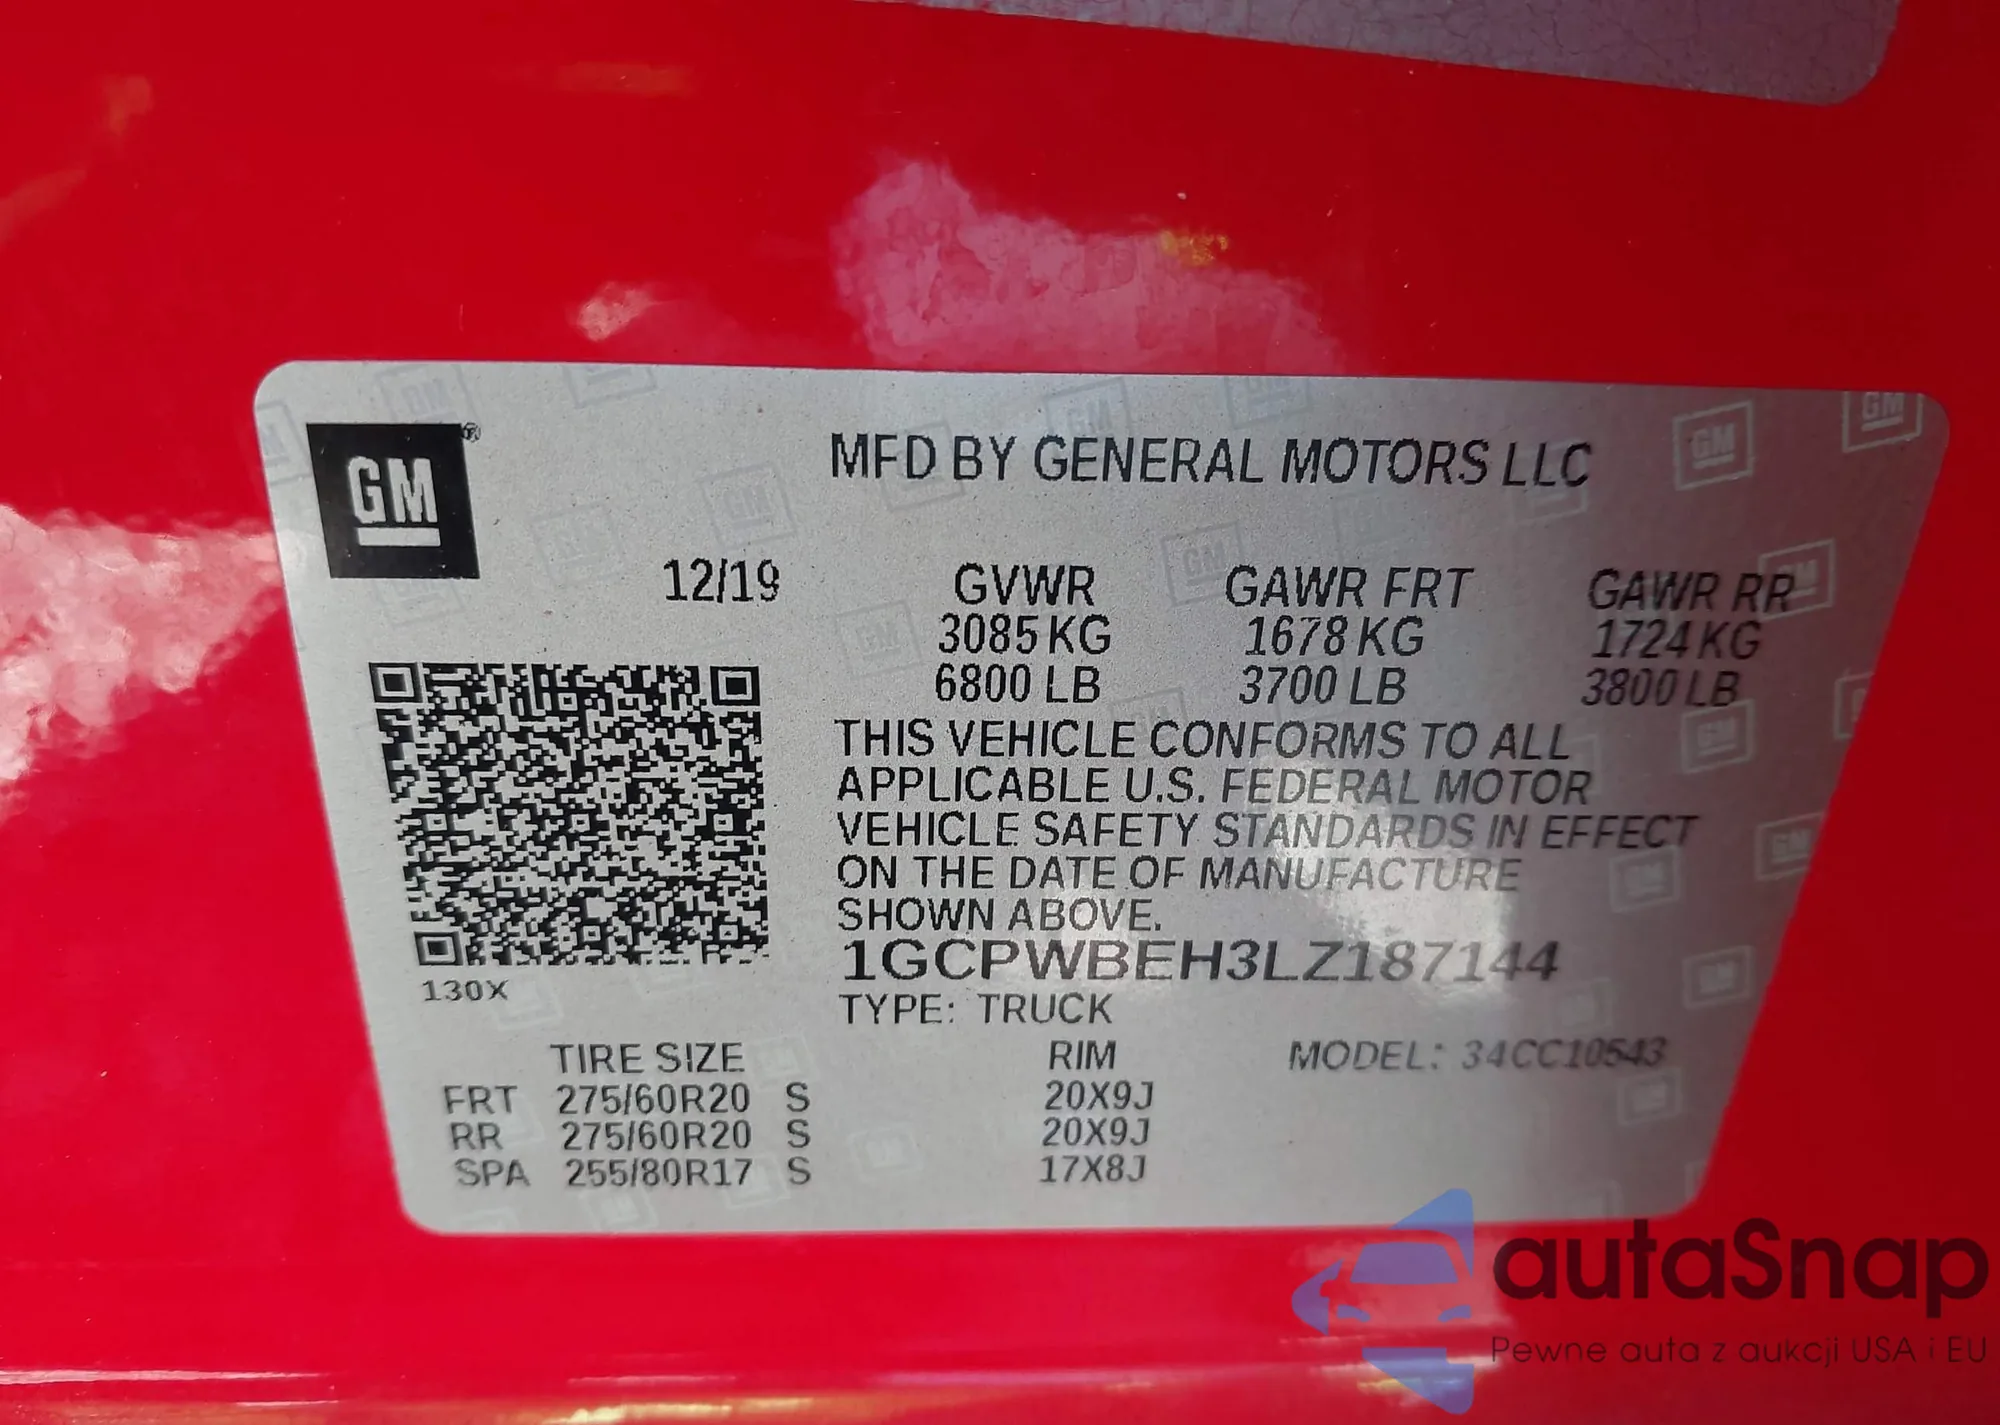 GM®
MFD BY GENERAL MOTORS LLC
12/19 GVWR GAWR FRT GAWR RR
3085 KG 1678 KG 1724 KG
6800 LB 3700 LB 3800 LB
THIS VEHICLE CONFORMS TO ALL
APPLICABLE U.S. FEDERAL MOTOR
VEHICLE SAFETY STANDARDS IN EFFECT
ON THE DATE OF MANUFACTURE
SHOWN ABOVE.
1GCPWBEH3LZ187144
130X
TYPE: TRUCK
TIRE SIZE RIM MODEL: 34CC10543
FRT 275/60R20 S 20X9J
RR 275/60R20 S 20X9J
SPA 255/80R17 S 17X8J
autaSnap
Pewne auta z aukcji USA i EU